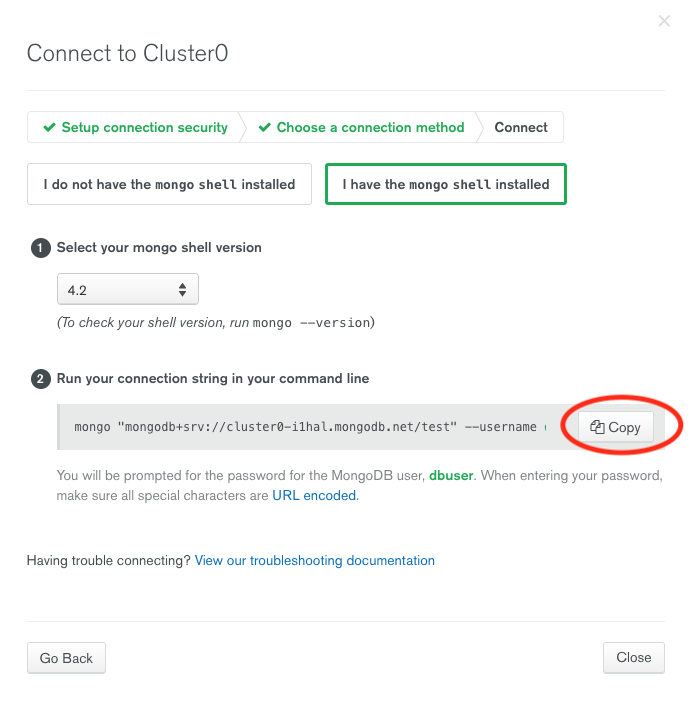 Connect to Cluster0
Setup connection security
Choose a connection method
Connect
I do not have the mongo shell installed
I have the mongo shell installed
1 Select your mongo shell version
4.2
(To check your shell version, run mongo --version)
2 Run your connection string in your command line
mongo "mongodb+srv://cluster0-i1hal.mongodb.net/test" --username
Copy
You will be prompted for the password for the MongoDB user, dbuser. When entering your password,
make sure all special characters are URL encoded.
Having trouble connecting? View our troubleshooting documentation
Go Back
Close